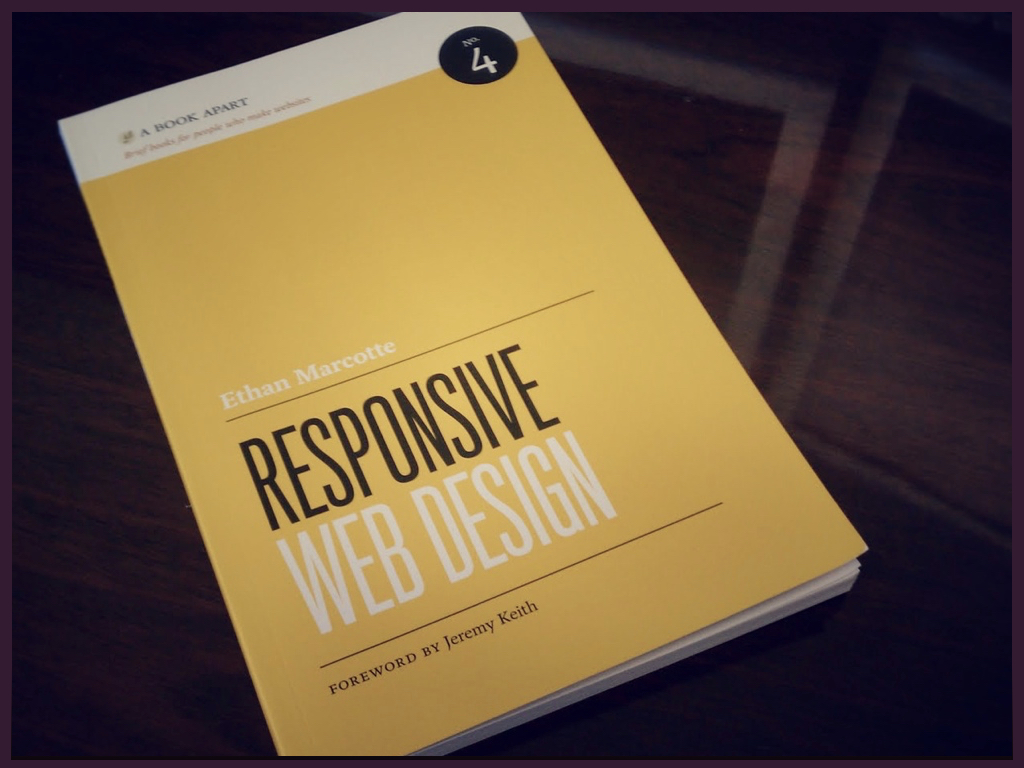 No.
4
A BOOK APART
Brief books for people who make websites
Ethan Marcotte
RESPONSIVE
WEB DESIGN
FOREWORD BY Jeremy Keith